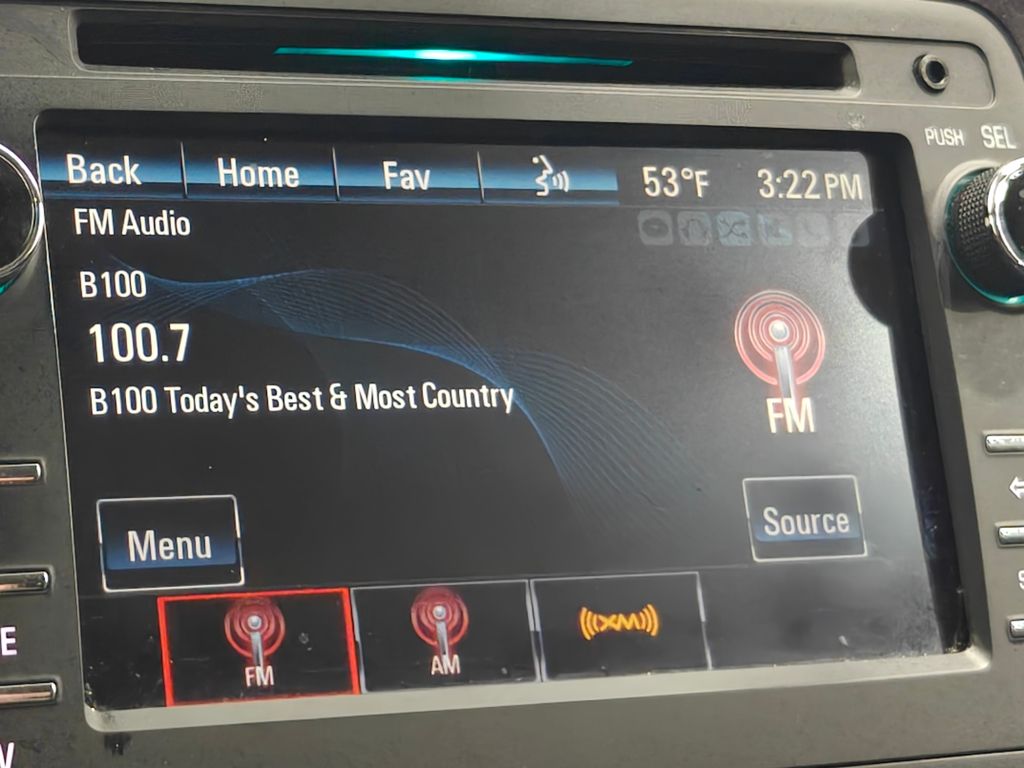 PUSH SEL
Back Home Fav 53°F 3:22 PM
FM Audio
B100
100.7
B100 Today's Best & Most Country
FM
Menu Source
FM AM ((XM))
E
V
S